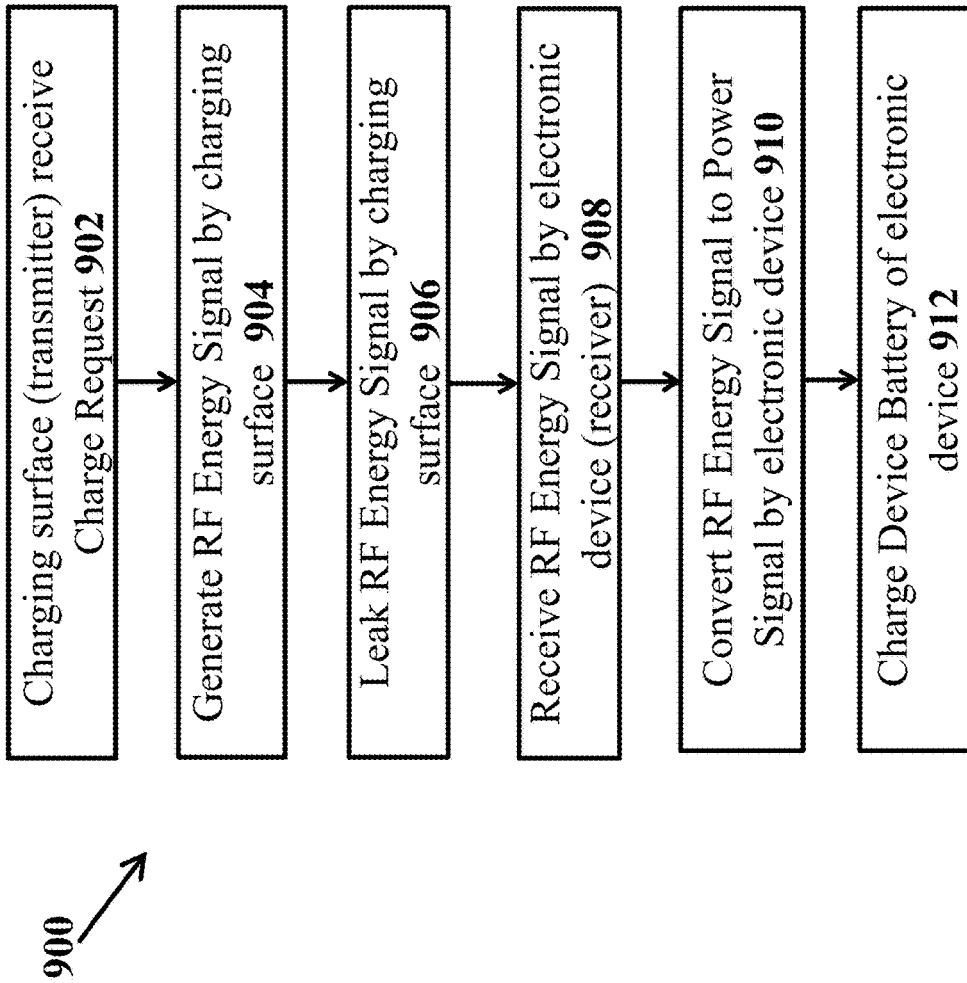 900
Charging surface (transmitter) receive
Charge Request 902
Generate RF Energy Signal by charging
surface 904
Leak RF Energy Signal by charging
surface 906
Receive RF Energy Signal by electronic
device (receiver) 908
Convert RF Energy Signal to Power
Signal by electronic device 910
Charge Device Battery of electronic
device 912